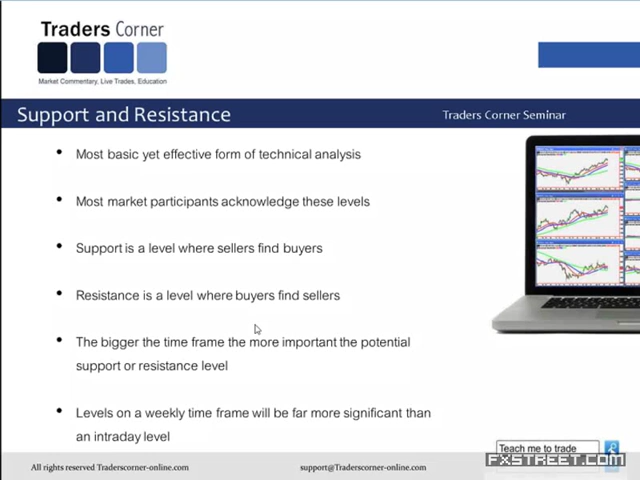 Traders Corner
Market Commentary, Live Trades, Education
Support and Resistance
Traders Corner Seminar
Most basic yet effective form of technical analysis
Most market participants acknowledge these levels
Support is a level where sellers find buyers
Resistance is a level where buyers find sellers
The bigger the time frame the more important the potential
support or resistance level
Levels on a weekly time frame will be far more significant than
an intraday level
Teach me to trade
FXSTREET.COM
All rights reserved Traderscorner-online.com
support@Traderscorner-online.com